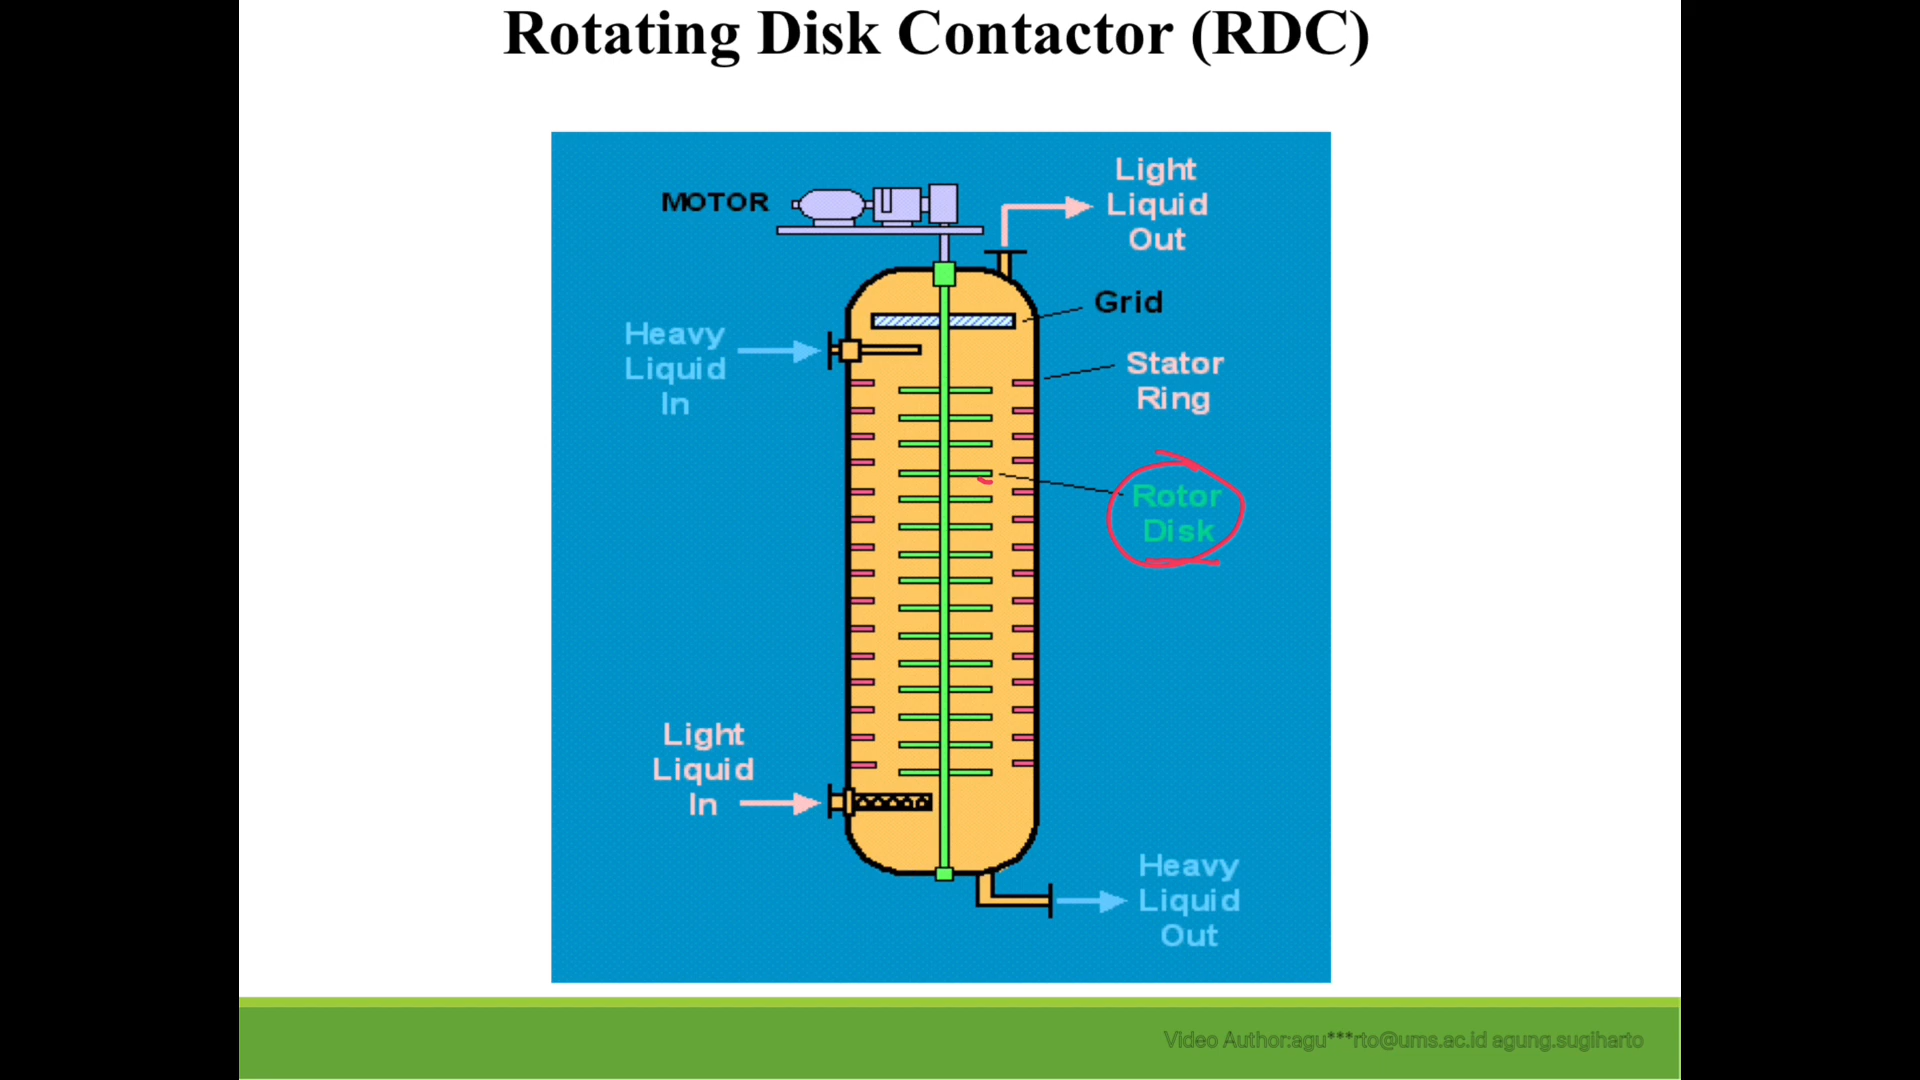 Rotating Disk Contactor (RDC)
MOTOR
Light
Liquid
Out
Grid
Heavy
Liquid
In
Stator
Ring
Rotor
Disk
Light
Liquid
In
Heavy
Liquid
Out
Video Author:agu***rto@ums.ac.id agung.sugiharto